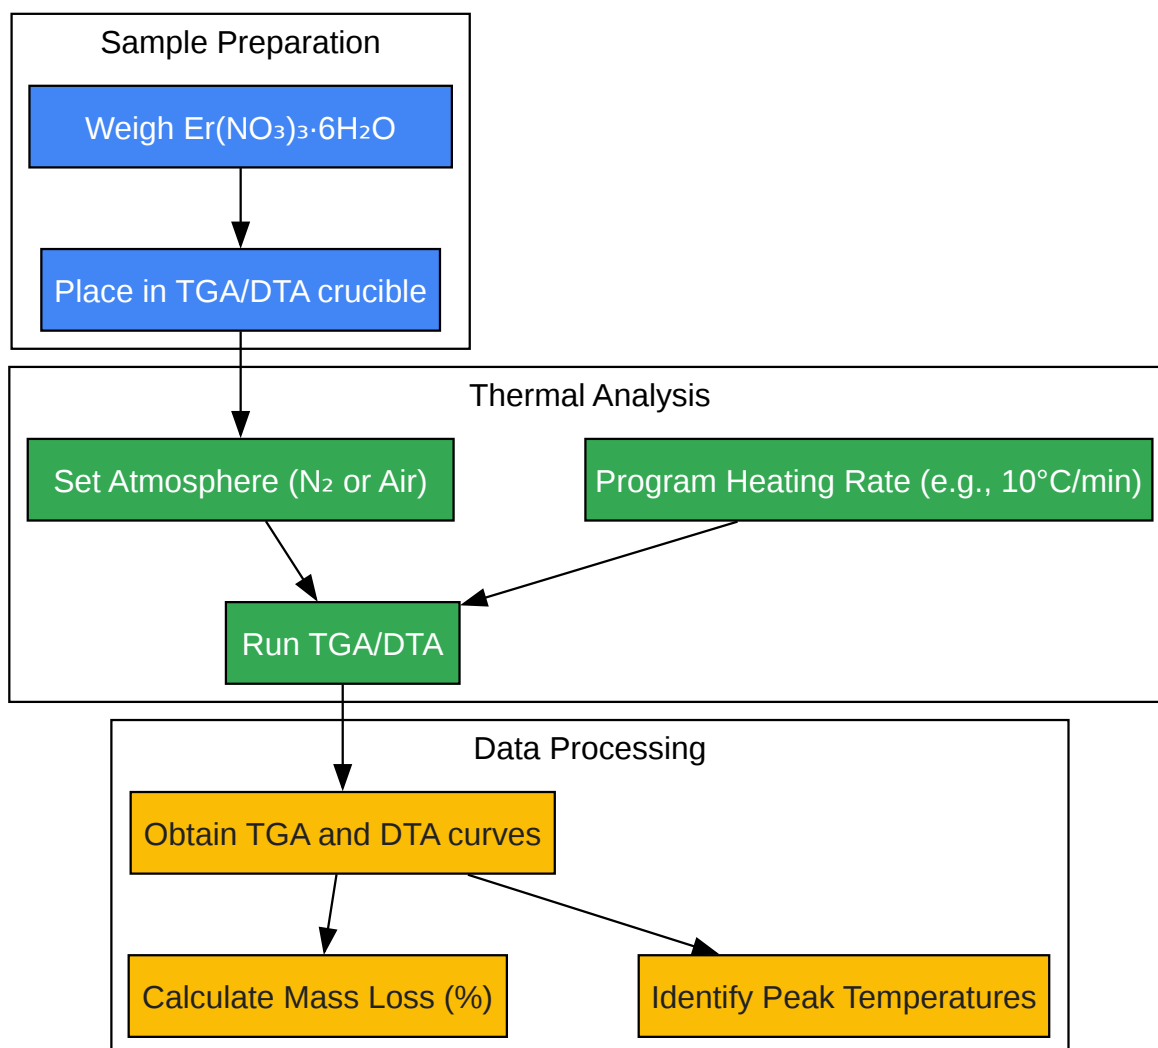 Sample Preparation
Weigh Er(NO₃)₃·6H₂O
Place in TGA/DTA crucible
Thermal Analysis
Set Atmosphere (N₂ or Air)
Program Heating Rate (e.g., 10°C/min)
Run TGA/DTA
Data Processing
Obtain TGA and DTA curves
Calculate Mass Loss (%)
Identify Peak Temperatures